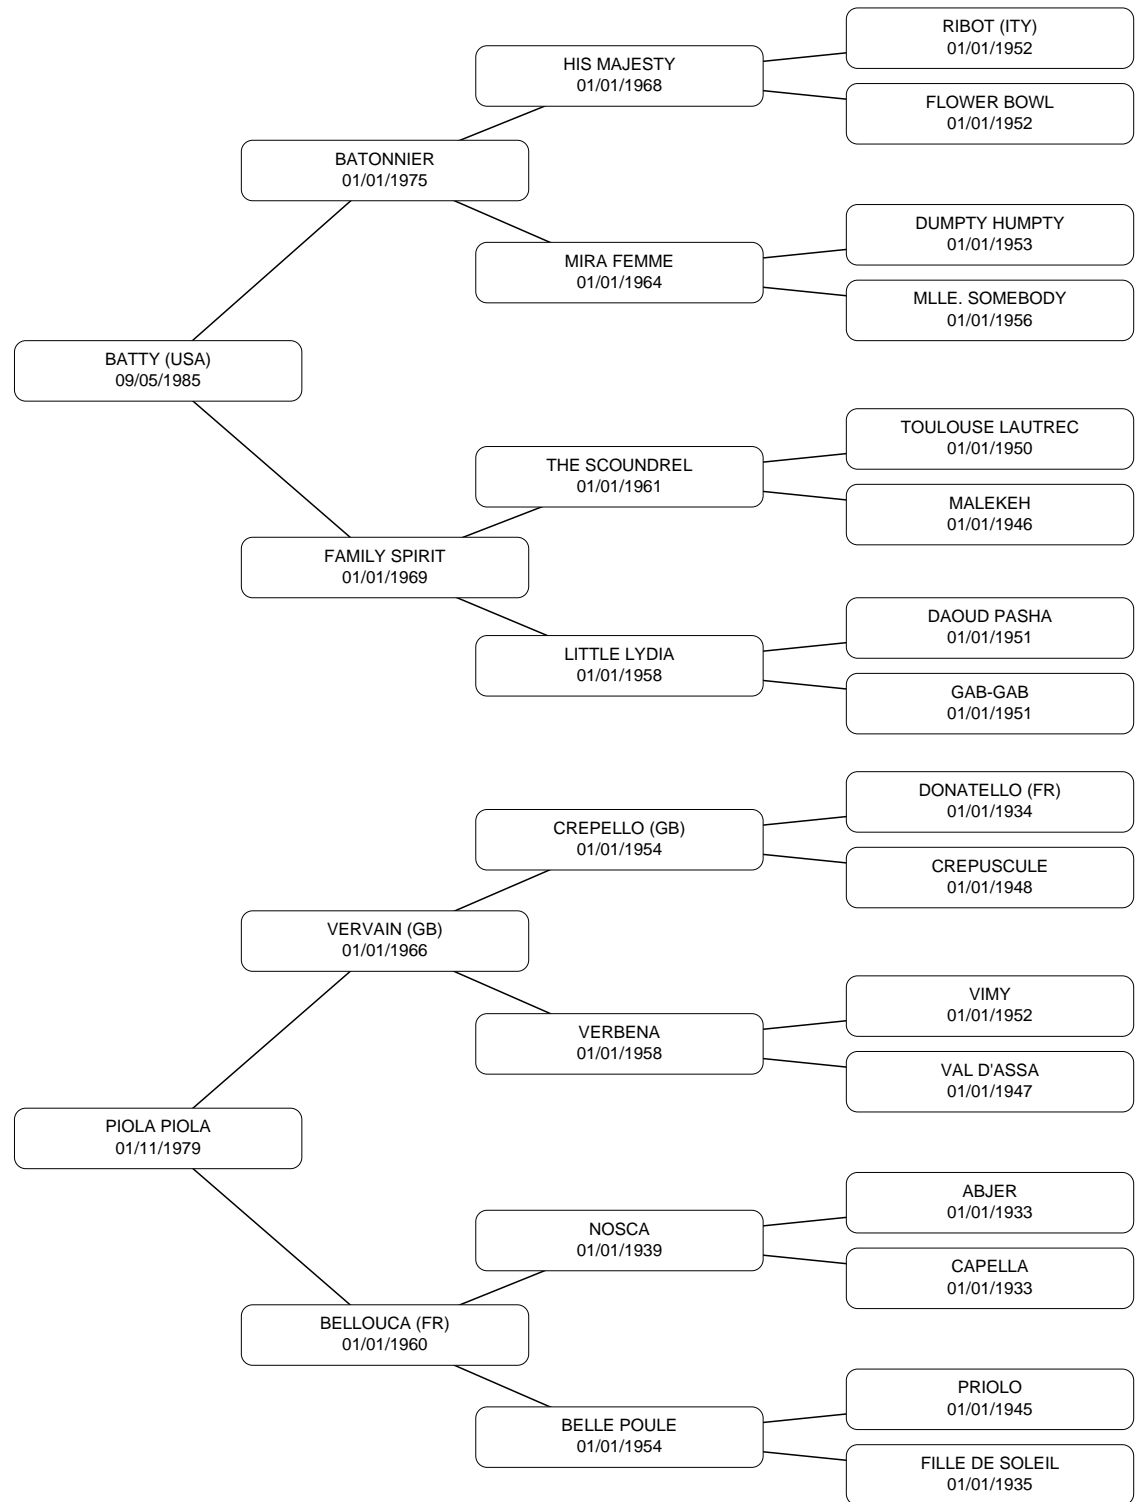 RIBOT (ITY)
01/01/1952
HIS MAJESTY
01/01/1968
FLOWER BOWL
01/01/1952
BATONNIER
01/01/1975
DUMPTY HUMPTY
01/01/1953
MIRA FEMME
01/01/1964
MLLE. SOMEBODY
01/01/1956
BATTY (USA)
09/05/1985
TOULOUSE LAUTREC
01/01/1950
THE SCOUNDREL
01/01/1961
MALEKEH
01/01/1946
FAMILY SPIRIT
01/01/1969
DAOUD PASHA
01/01/1951
LITTLE LYDIA
01/01/1958
GAB-GAB
01/01/1951
DONATELLO (FR)
01/01/1934
CREPELLO (GB)
01/01/1954
CREPUSCULE
01/01/1948
VERVAIN (GB)
01/01/1966
VIMY
01/01/1952
VERBENA
01/01/1958
VAL D'ASSA
01/01/1947
PIOLA PIOLA
01/11/1979
ABJER
01/01/1933
NOSCA
01/01/1939
CAPELLA
01/01/1933
BELLOUCA (FR)
01/01/1960
PRIOLO
01/01/1945
BELLE POULE
01/01/1954
FILLE DE SOLEIL
01/01/1935